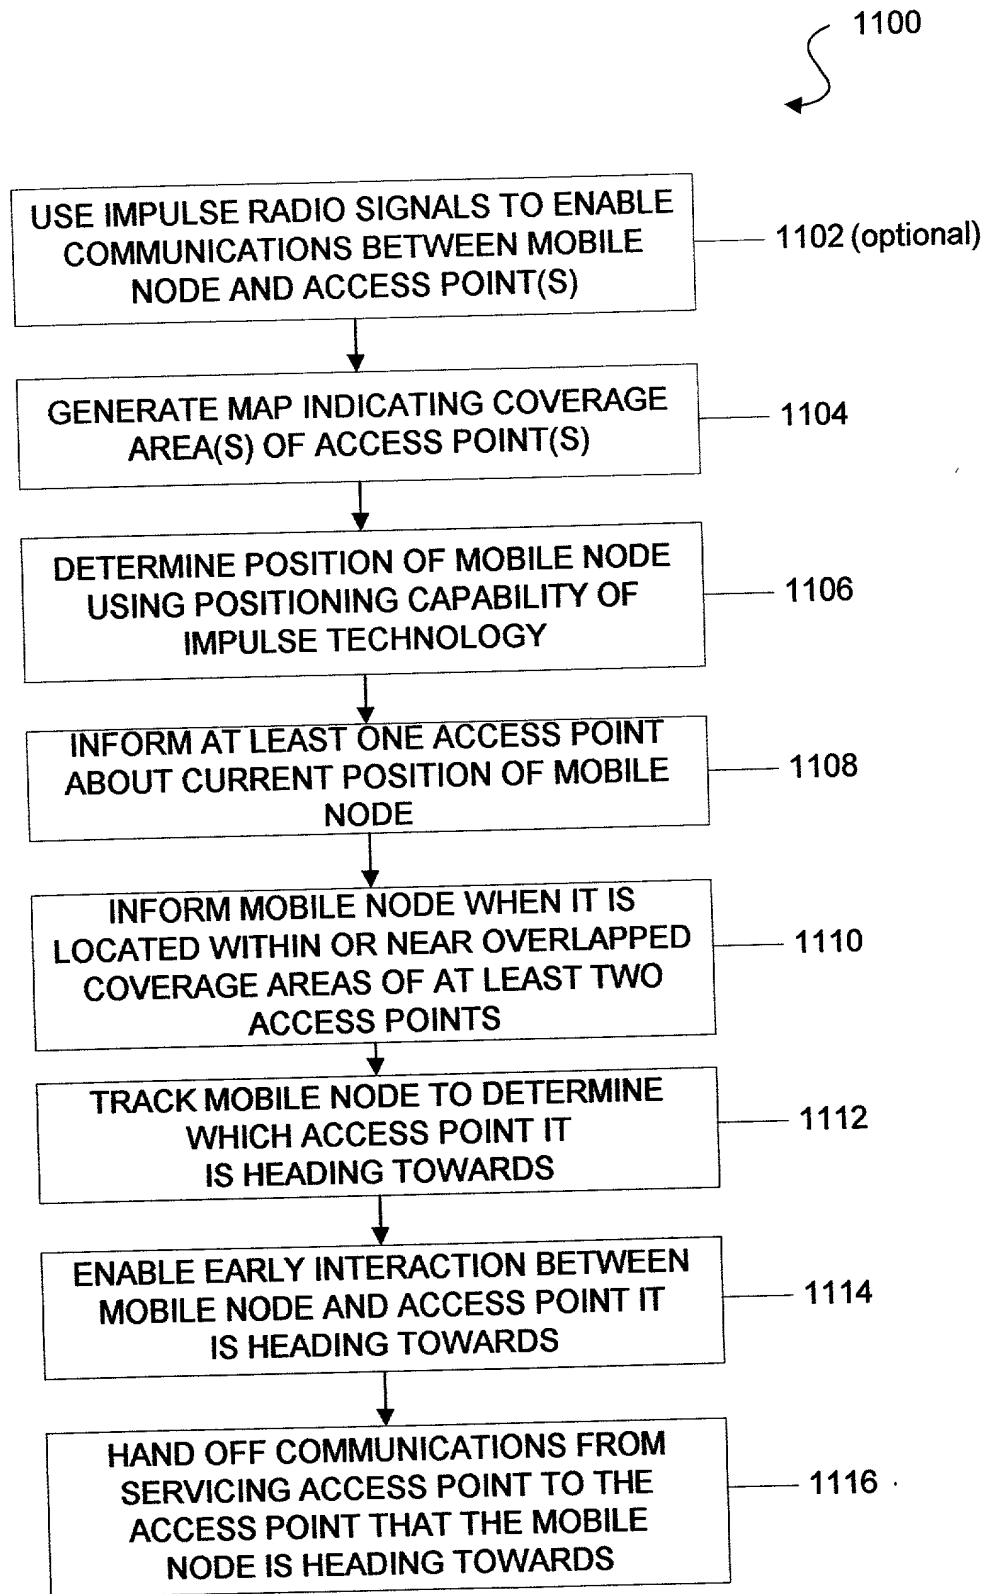 1100
USE IMPULSE RADIO SIGNALS TO ENABLE
COMMUNICATIONS BETWEEN MOBILE
NODE AND ACCESS POINT(S)
1102 (optional)
GENERATE MAP INDICATING COVERAGE
AREA(S) OF ACCESS POINT(S)
1104
DETERMINE POSITION OF MOBILE NODE
USING POSITIONING CAPABILITY OF
IMPULSE TECHNOLOGY
1106
INFORM AT LEAST ONE ACCESS POINT
ABOUT CURRENT POSITION OF MOBILE
NODE
1108
INFORM MOBILE NODE WHEN IT IS
LOCATED WITHIN OR NEAR OVERLAPPED
COVERAGE AREAS OF AT LEAST TWO
ACCESS POINTS
1110
TRACK MOBILE NODE TO DETERMINE
WHICH ACCESS POINT IT
IS HEADING TOWARDS
1112
ENABLE EARLY INTERACTION BETWEEN
MOBILE NODE AND ACCESS POINT IT
IS HEADING TOWARDS
1114
HAND OFF COMMUNICATIONS FROM
SERVICING ACCESS POINT TO THE
ACCESS POINT THAT THE MOBILE
NODE IS HEADING TOWARDS
1116